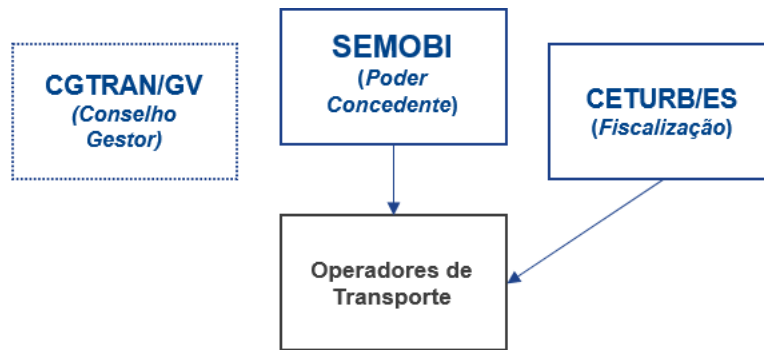 CGTRAN/GV
(Conselho
Gestor)
SEMOBI
(Poder
Concedente)
CETURB/ES
(Fiscalização)
Operadores de
Transporte